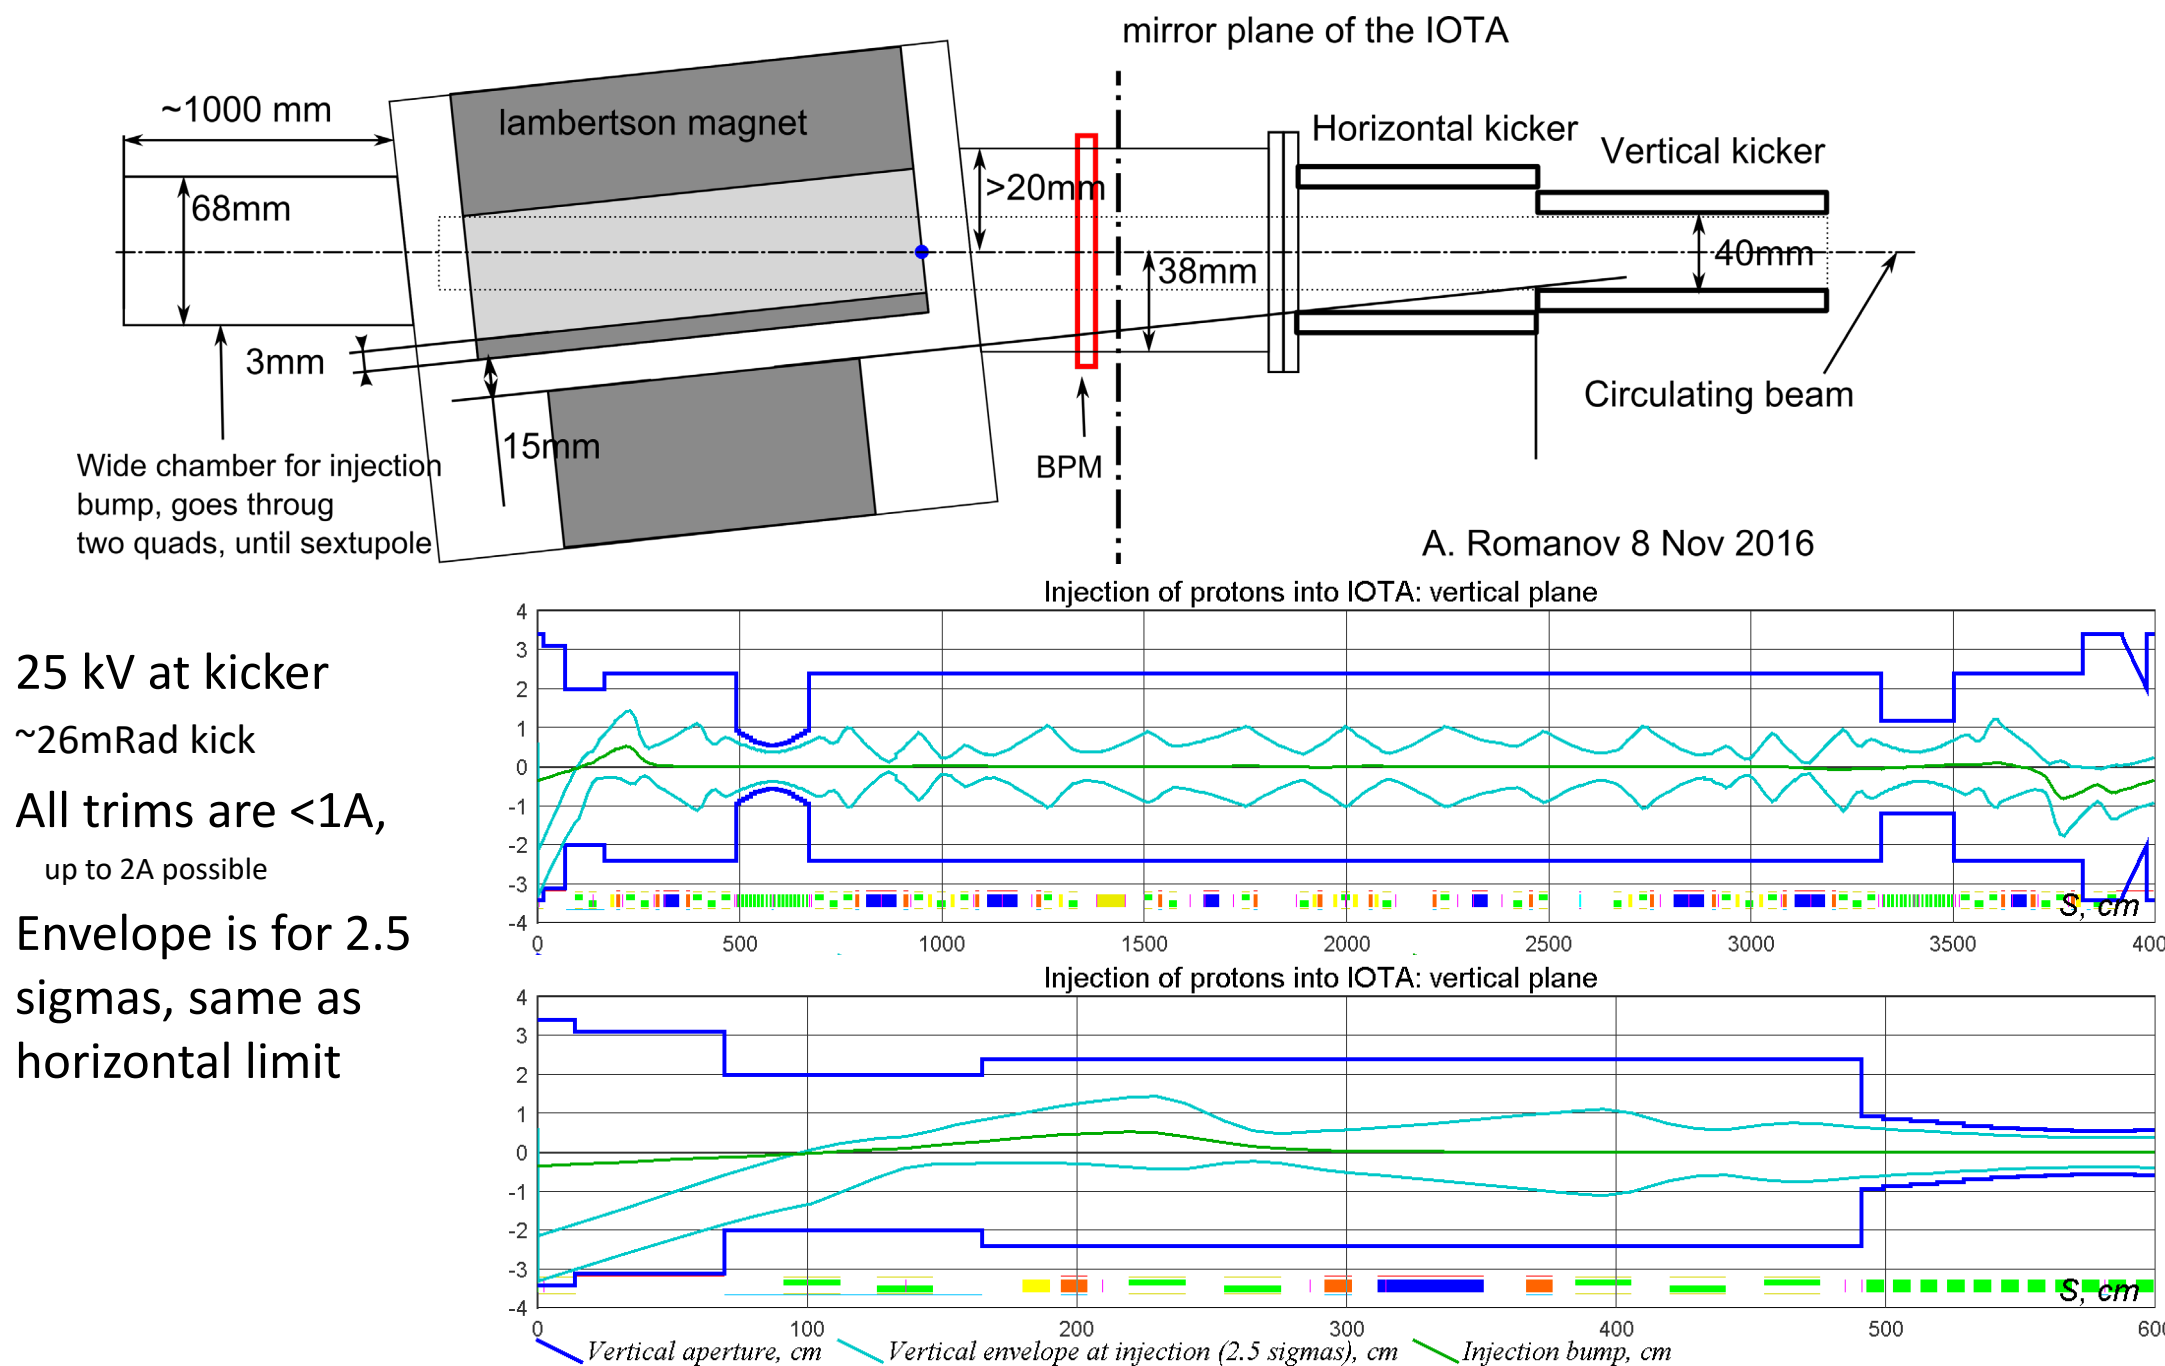 mirror plane of the IOTA
~1000 mm
lambertson magnet
Horizontal kicker
Vertical kicker
68mm
>20mm
38mm
40mm
3mm
15mm
BPM
Circulating beam
Wide chamber for injection
bump, goes throug
two quads, until sextupole
A. Romanov 8 Nov 2016
25 kV at kicker
~26mRad kick
All trims are <1A,
up to 2A possible
Envelope is for 2.5
sigmas, same as
horizontal limit
Injection of protons into IOTA: vertical plane
4
3
2
1
0
-1
-2
-3
-4
0 500 1000 1500 2000 2500 3000 3500 400
S, cm
Injection of protons into IOTA: vertical plane
4
3
2
1
0
-1
-2
-3
-4
0 100 200 300 400 500 600
S, cm
Vertical aperture, cm Vertical envelope at injection (2.5 sigmas), cm Injection bump, cm